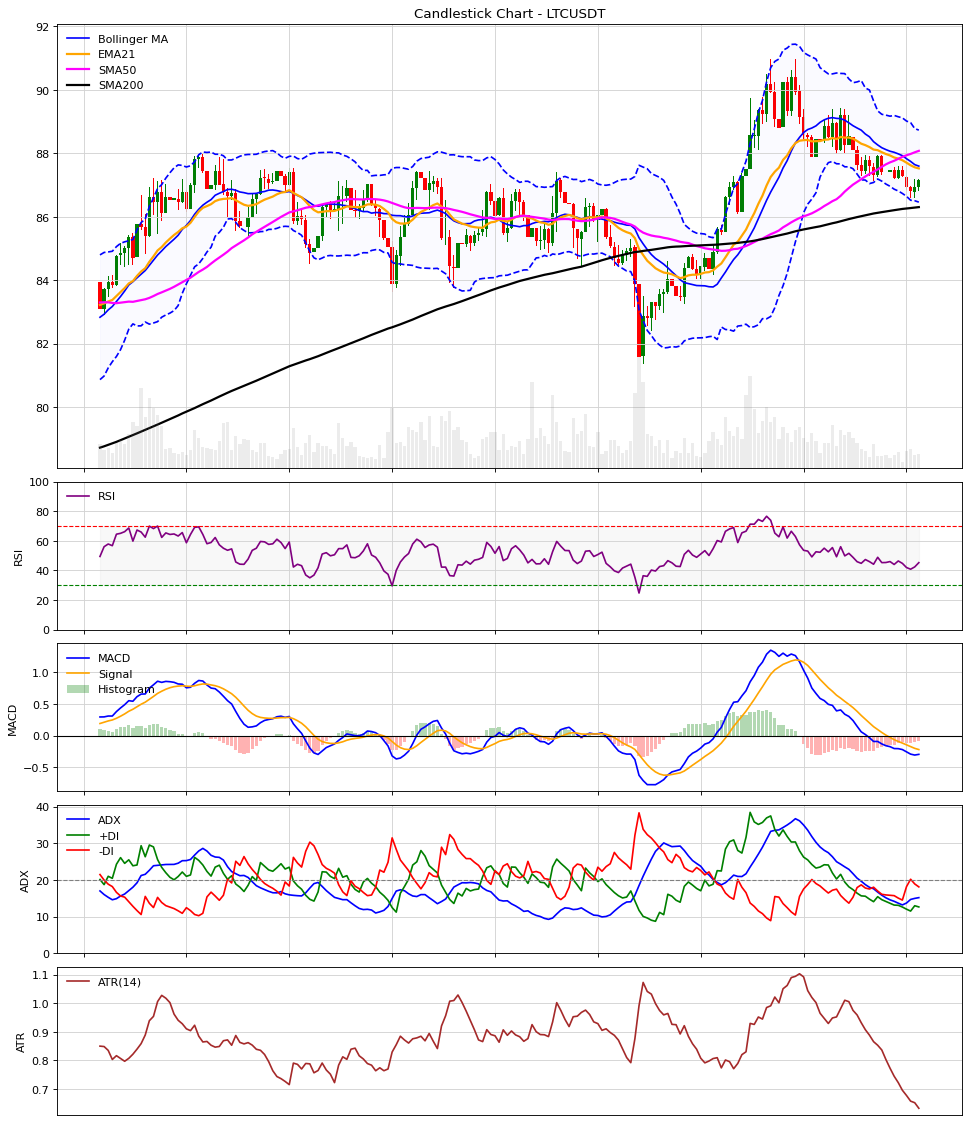 Candlestick Chart - LTCUSDT
92
90
88
86
84
82
80
Bollinger MA
EMA21
SMA50
SMA200
100
80
60
40
20
0
RSI
RSI
1.0
0.5
0.0
−0.5
MACD
MACD
Signal
Histogram
40
30
20
10
0
ADX
ADX
+DI
-DI
1.1
1.0
0.9
0.8
0.7
ATR
ATR(14)